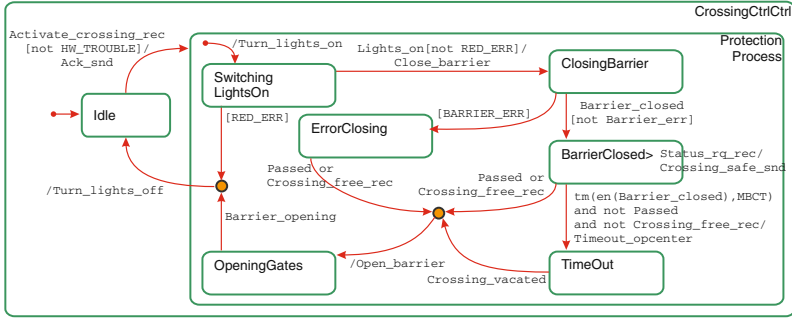 CrossingCtrlCtrl
Protection
Process
Activate_crossing_rec
[not HW_TROUBLE]/
Ack_snd
/Turn_lights_on
Lights_on[not RED_ERR]/
Close_barrier
Switching
LightsOn
ClosingBarrier
Idle
[RED_ERR]
[BARRIER_ERR]
Barrier_closed
[not Barrier_err]
ErrorClosing
BarrierClosed>
Status_rq_rec/
Crossing_safe_snd
Passed or
Crossing_free_rec
Passed or
Crossing_free_rec
/Turn_lights_off
tm(en(Barrier_closed),MBCT)
and not Passed
and not Crossing_free_rec/
Timeout_opcenter
Barrier_opening
OpeningGates
/Open_barrier
Crossing_vacated
TimeOut